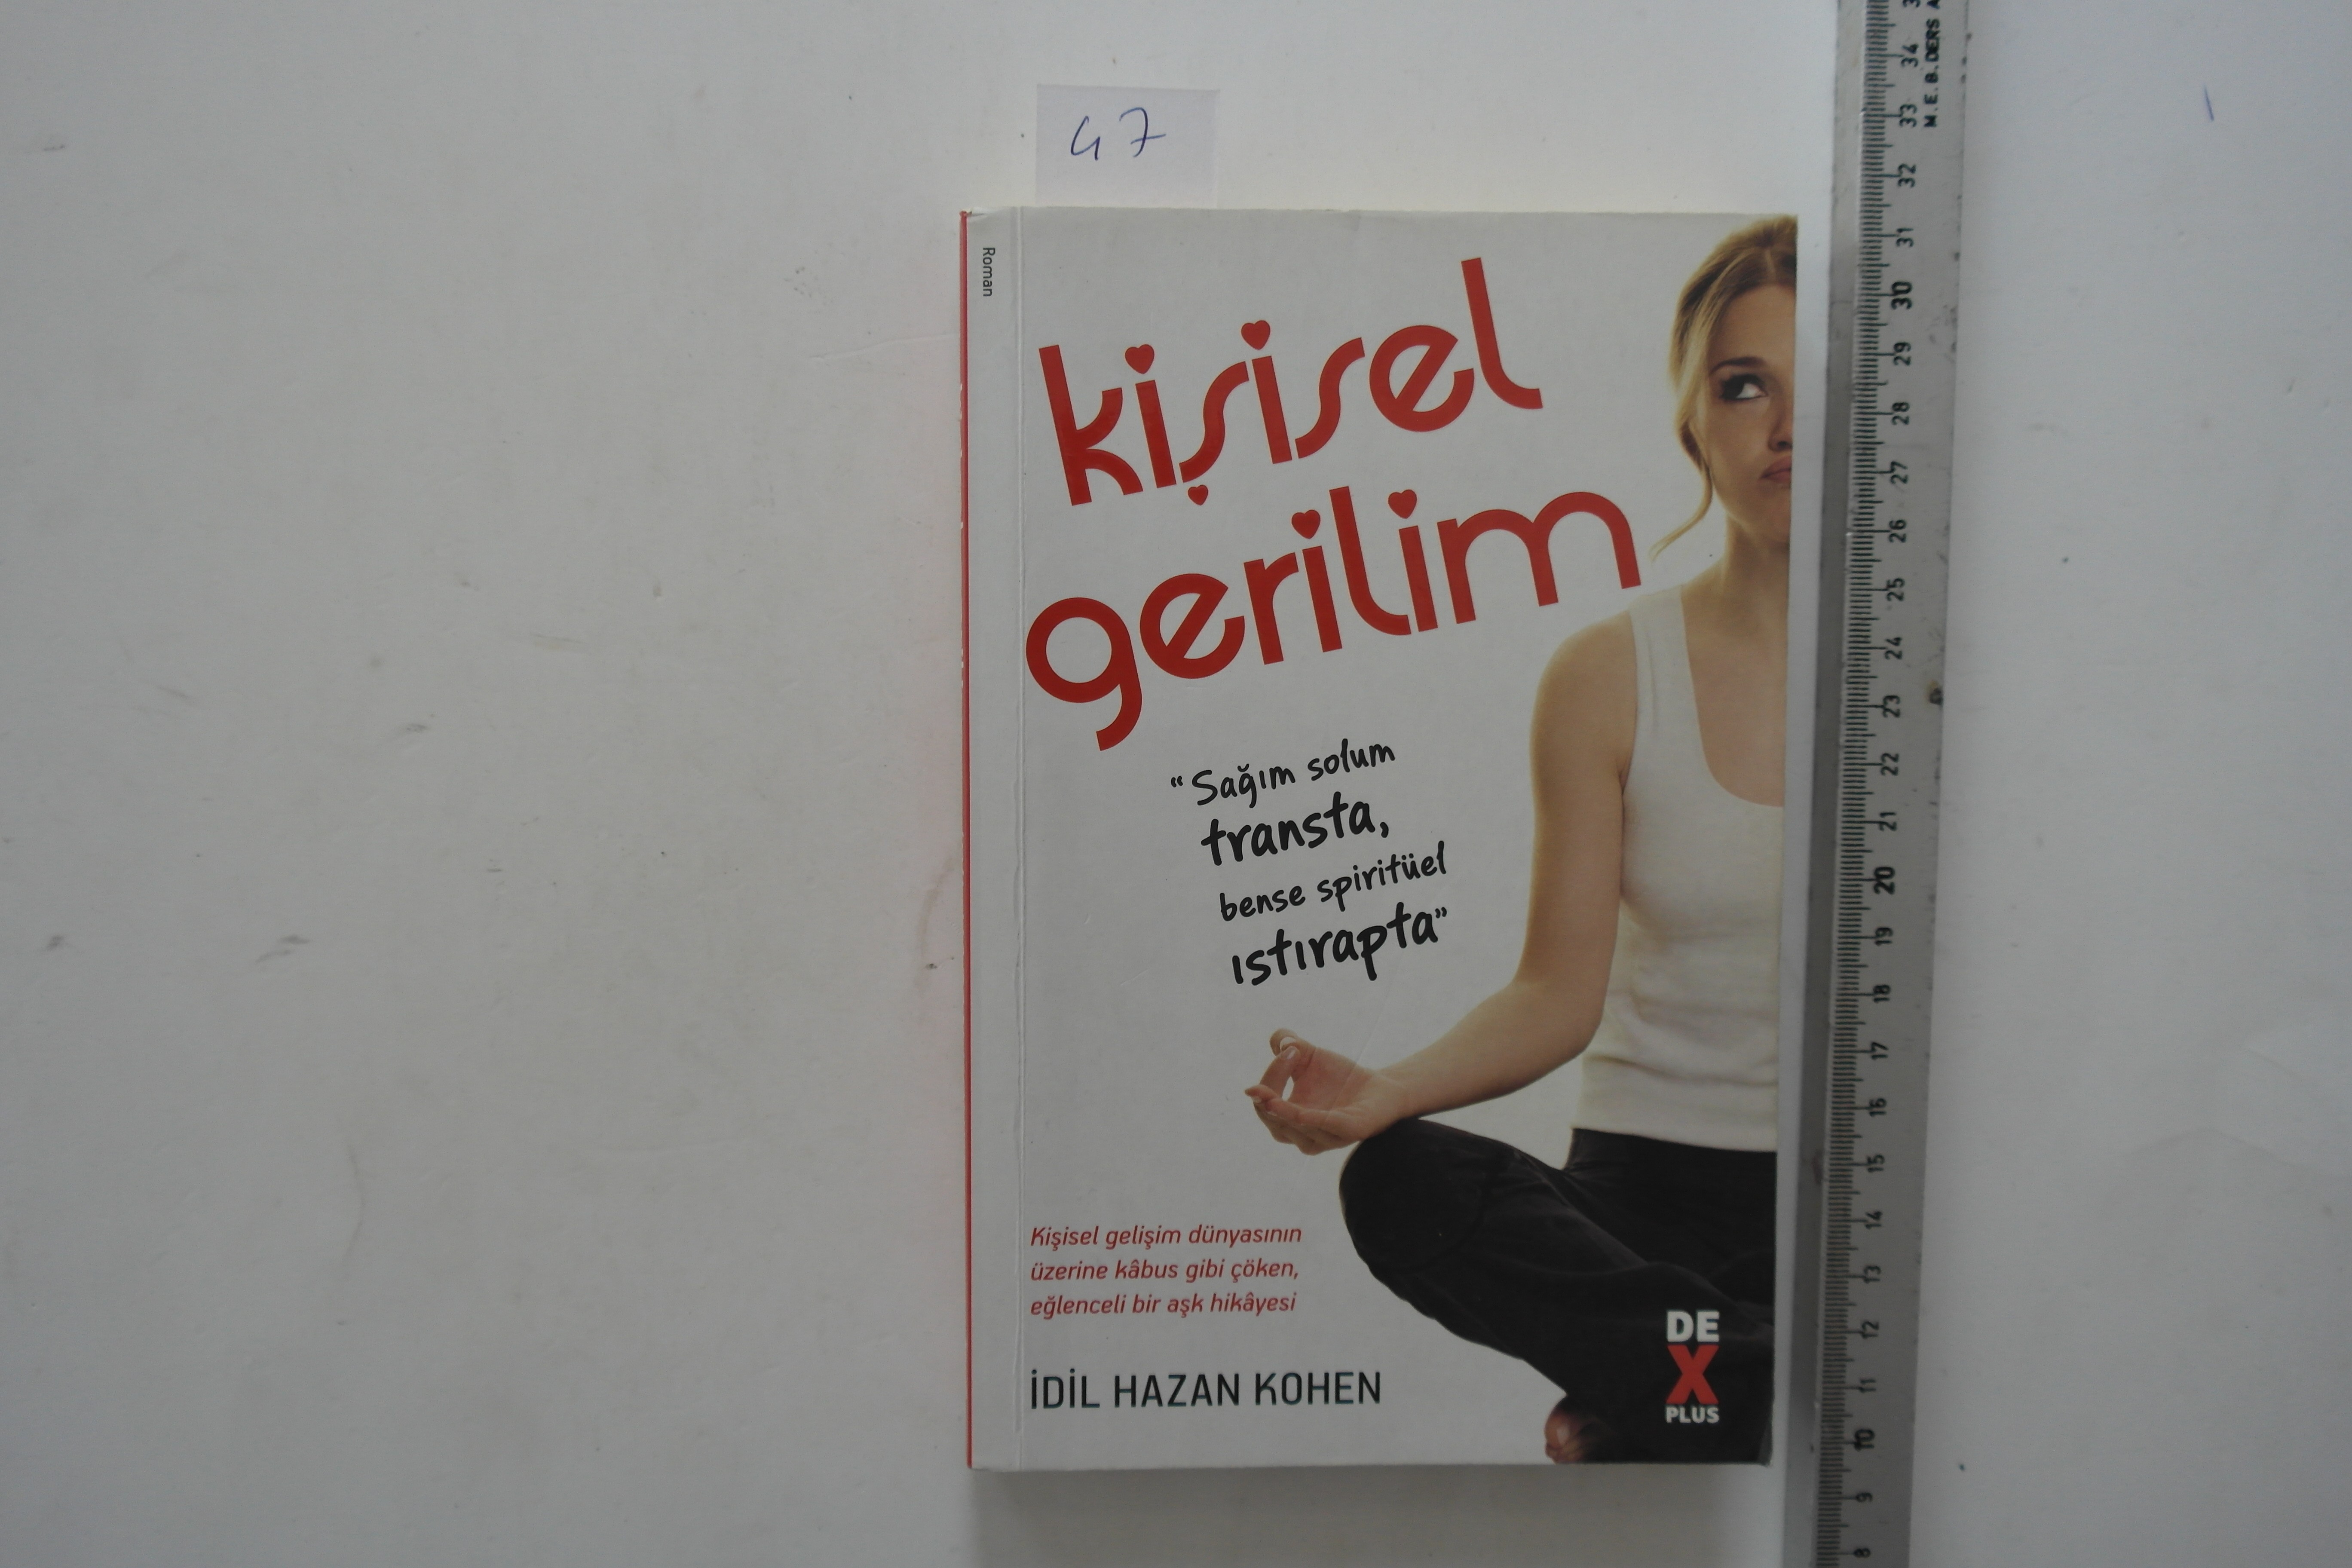 47
Roman
kişisel
gerilim
“Sağım solum
transta,
bense spiritüel
ıstırapta”
Kişisel gelişim dünyasının
üzerine kâbus gibi çöken,
eğlenceli bir aşk hikâyesi
İDİL HAZAN KOHEN
DE
X
PLUS
M.E.B.DERS A
34
33
32
31
30
29
28
27
26
25
24
23
22
21
20
19
18
17
16
15
14
13
12
11
10
9
8